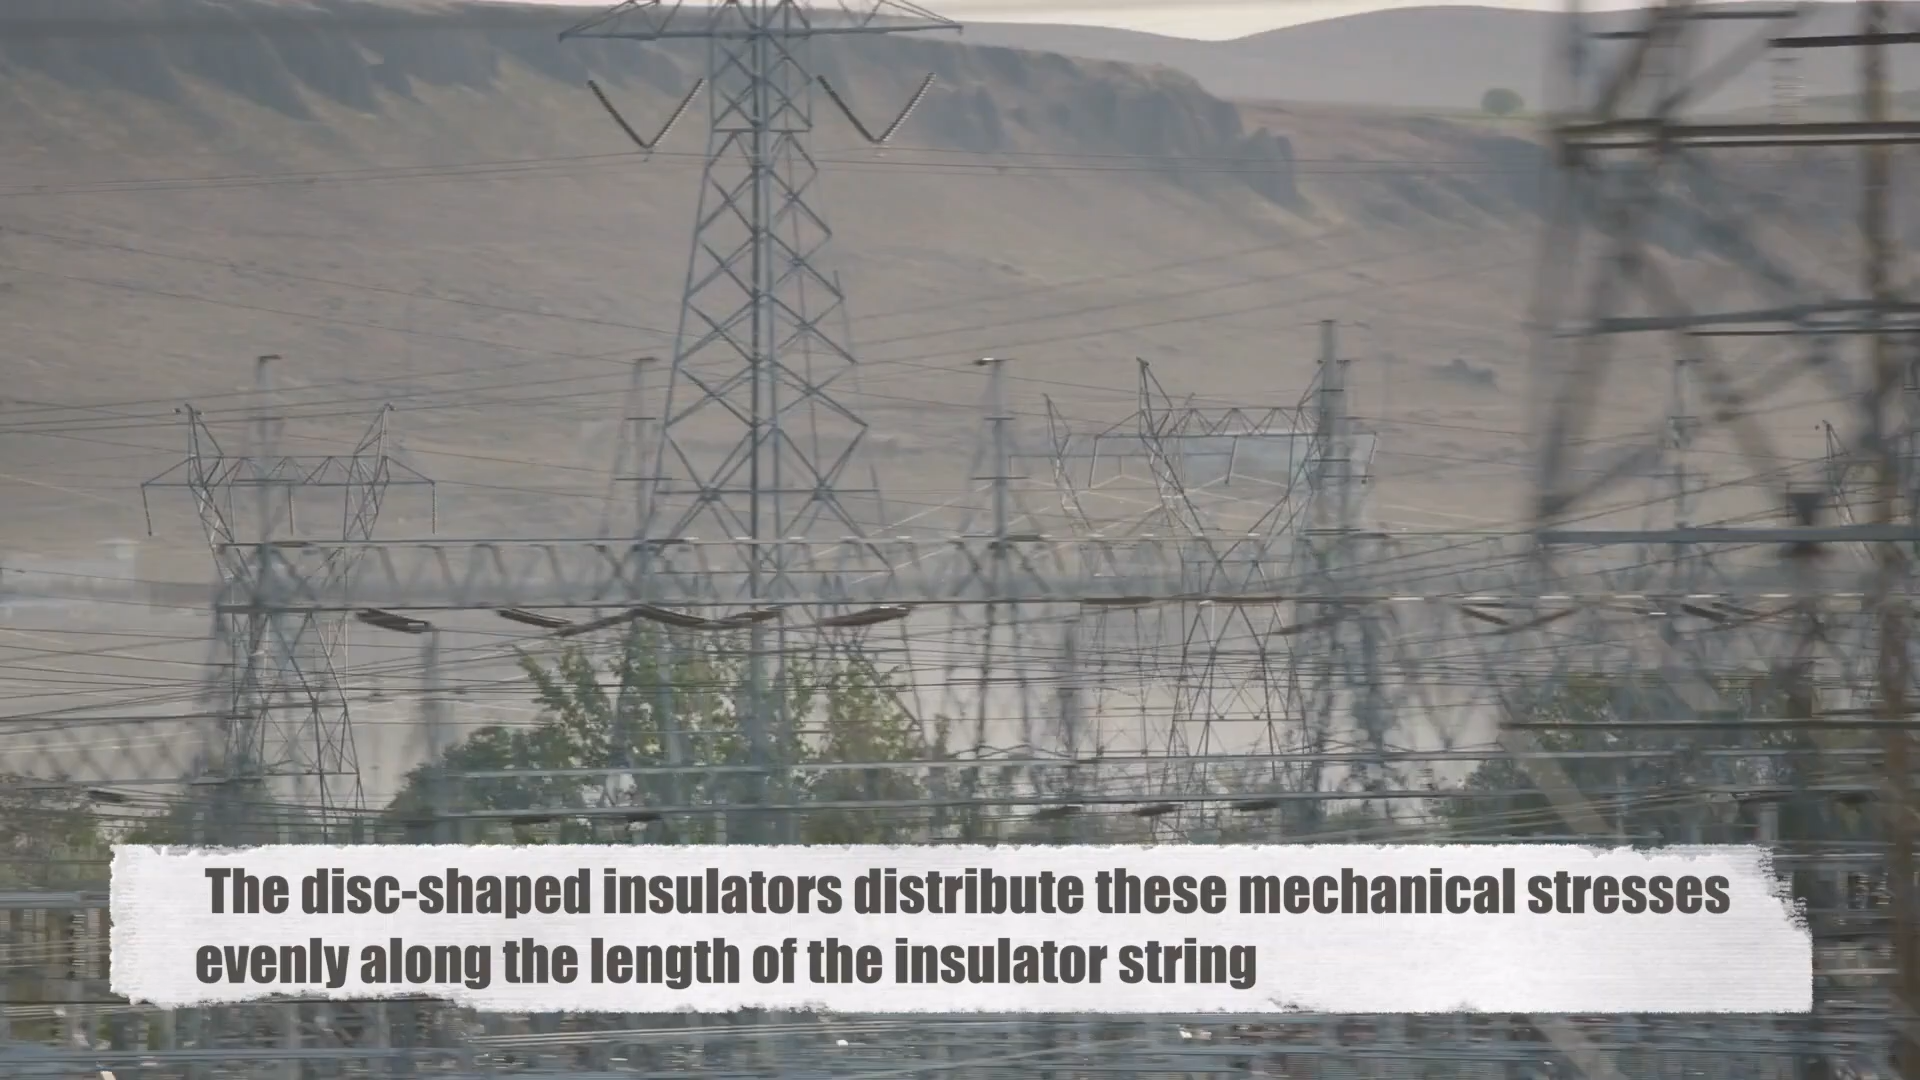 The disc-shaped insulators distribute these mechanical stresses
evenly along the length of the insulator string